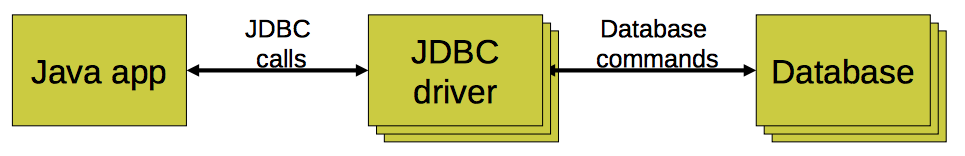 Java app
JDBC
calls
JDBC
driver
Database
commands
Database